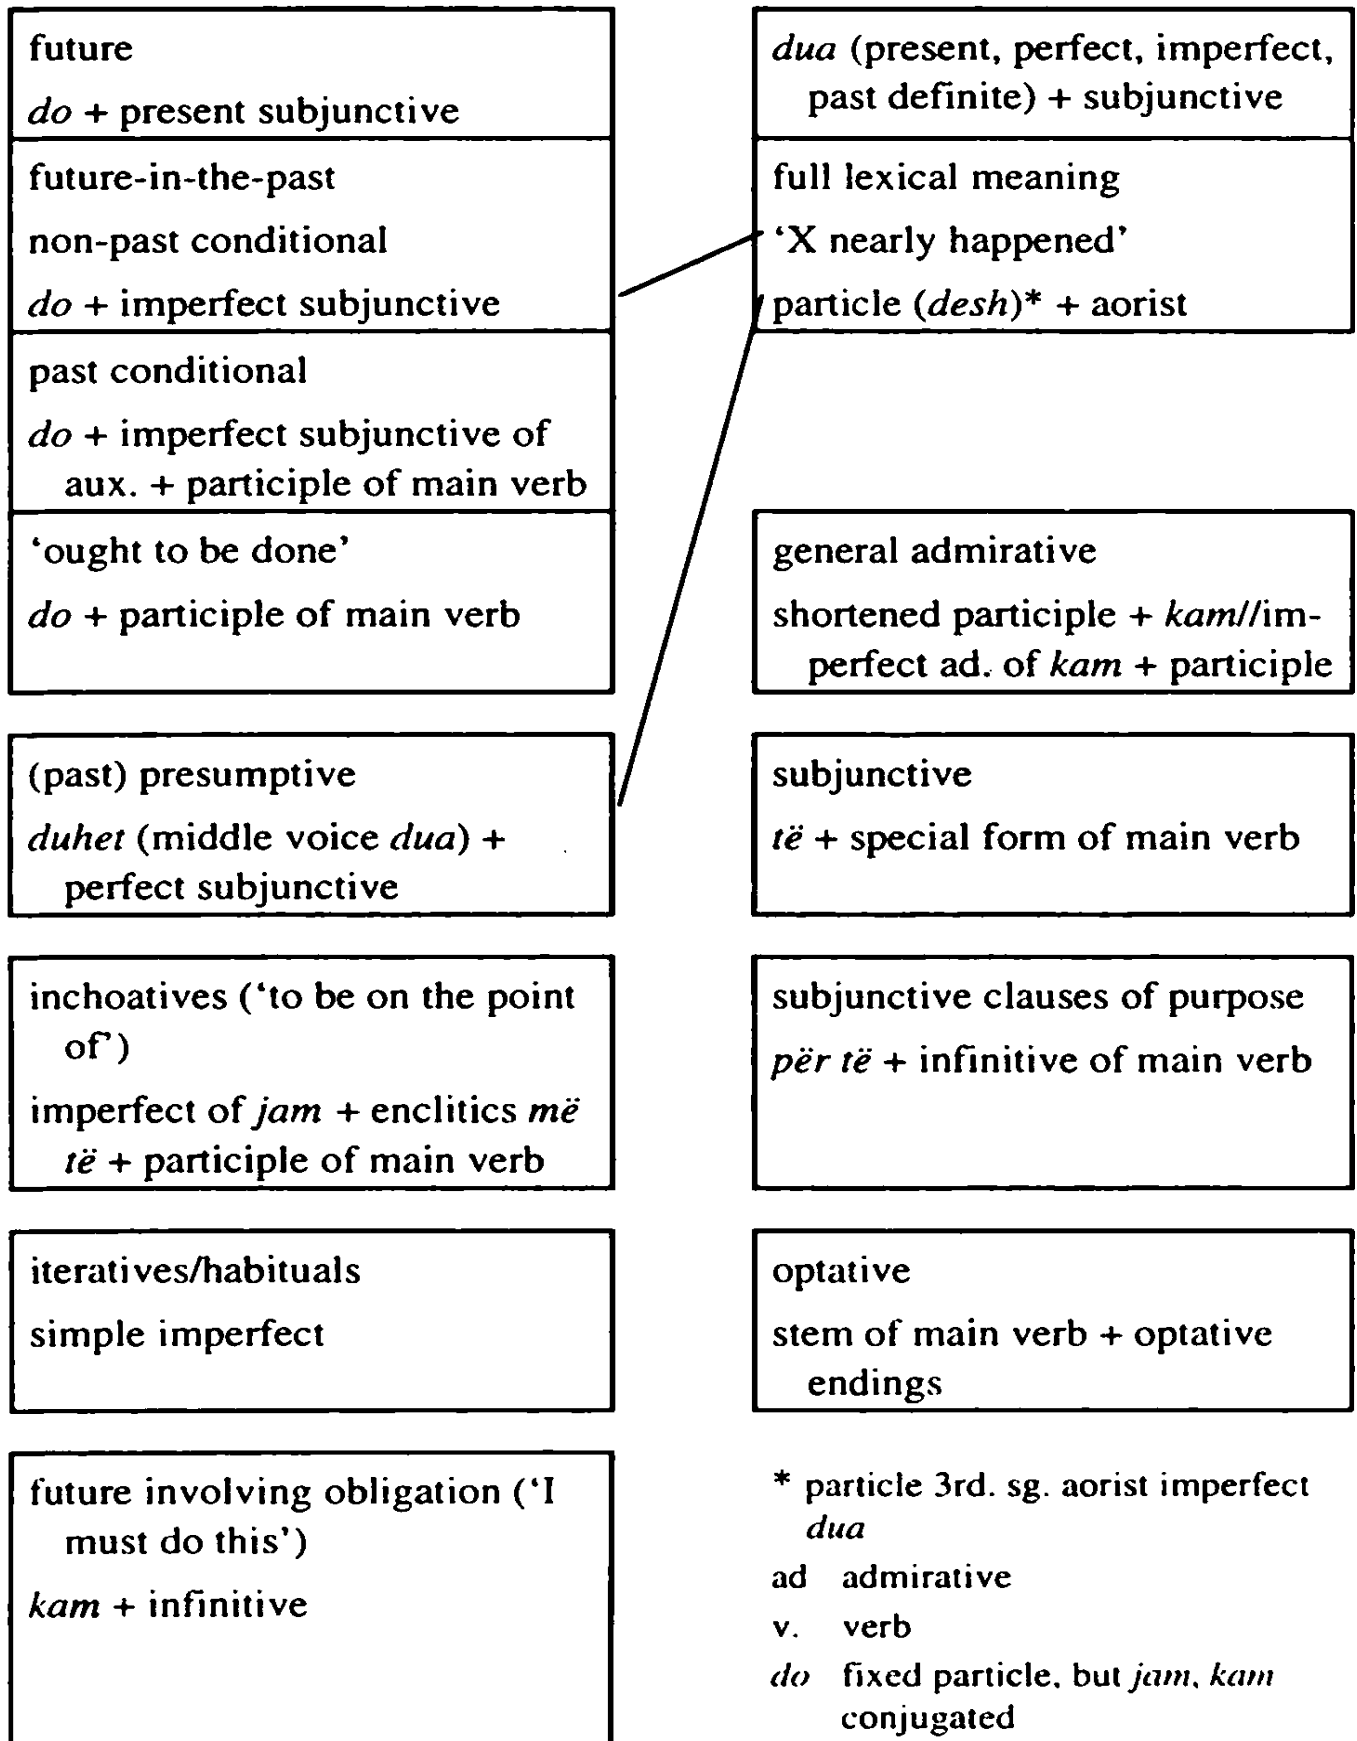 future
do + present subjunctive
future-in-the-past
non-past conditional
do + imperfect subjunctive
past conditional
do + imperfect subjunctive of
aux. + participle of main verb
‘ought to be done’
do + participle of main verb
(past) presumptive
duhet (middle voice dua) +
perfect subjunctive
inchoatives (‘to be on the point
of’)
imperfect of jam + enclitics më
të + participle of main verb
iteratives/habituals
simple imperfect
future involving obligation (‘I
must do this’)
kam + infinitive
dua (present, perfect, imperfect,
past definite) + subjunctive
full lexical meaning
‘X nearly happened’
particle (desh)* + aorist
general admirative
shortened participle + kam//im-
perfect ad. of kam + participle
subjunctive
të + special form of main verb
subjunctive clauses of purpose
për të + infinitive of main verb
optative
stem of main verb + optative
endings
* particle 3rd. sg. aorist imperfect
dua
ad admirative
v. verb
do fixed particle, but jam, kam
conjugated